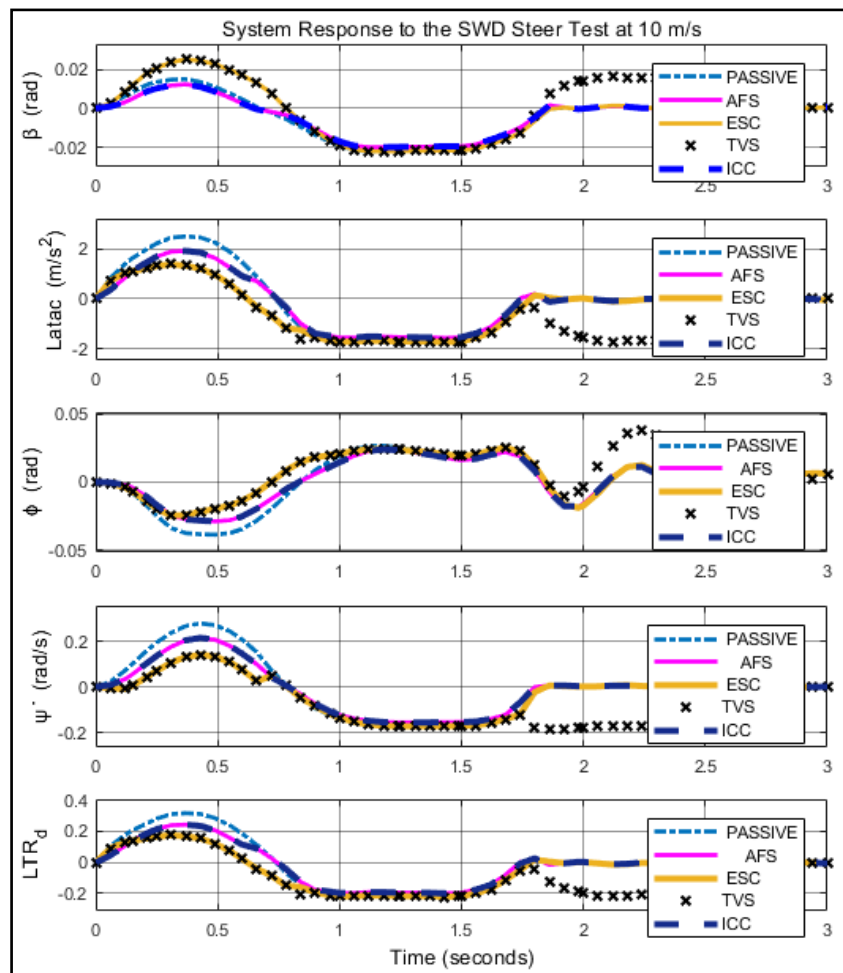 System Response to the SWD Steer Test at 10 m/s
β (rad)
0.02
0
-0.02
0 0.5 1 1.5 2 2.5 3
PASSIVE
AFS
ESC
TVS
ICC
Latac (m/s²)
2
0
-2
0 0.5 1 1.5 2 2.5 3
PASSIVE
AFS
ESC
TVS
ICC
ϕ (rad)
0.05
0
-0.05
0 0.5 1 1.5 2 2.5 3
PASSIVE
AFS
ESC
TVS
ICC
ψ˙ (rad/s)
0.2
0
-0.2
0 0.5 1 1.5 2 2.5 3
PASSIVE
AFS
ESC
TVS
ICC
LTR_d
0.4
0.2
0
-0.2
0 0.5 1 1.5 2 2.5 3
PASSIVE
AFS
ESC
TVS
ICC
Time (seconds)